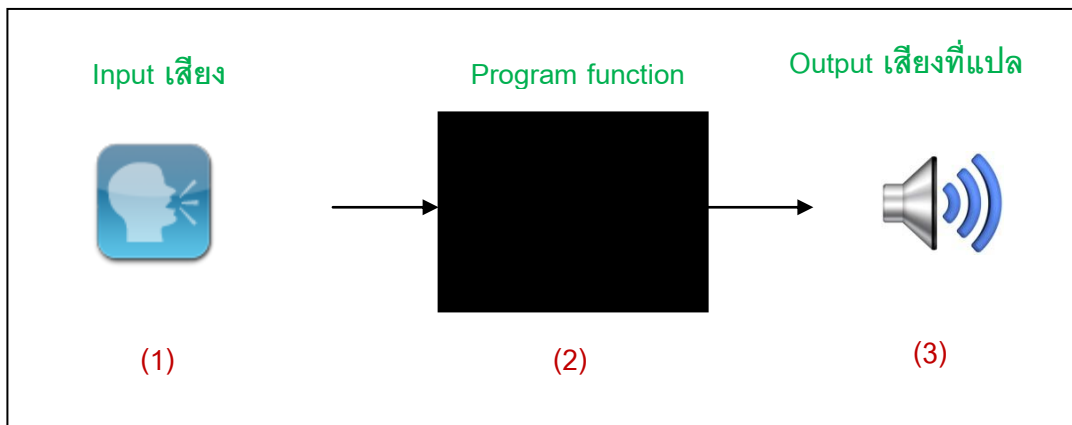 Input เสียง
Program function
Output เสียงที่แปล
(1)
(2)
(3)